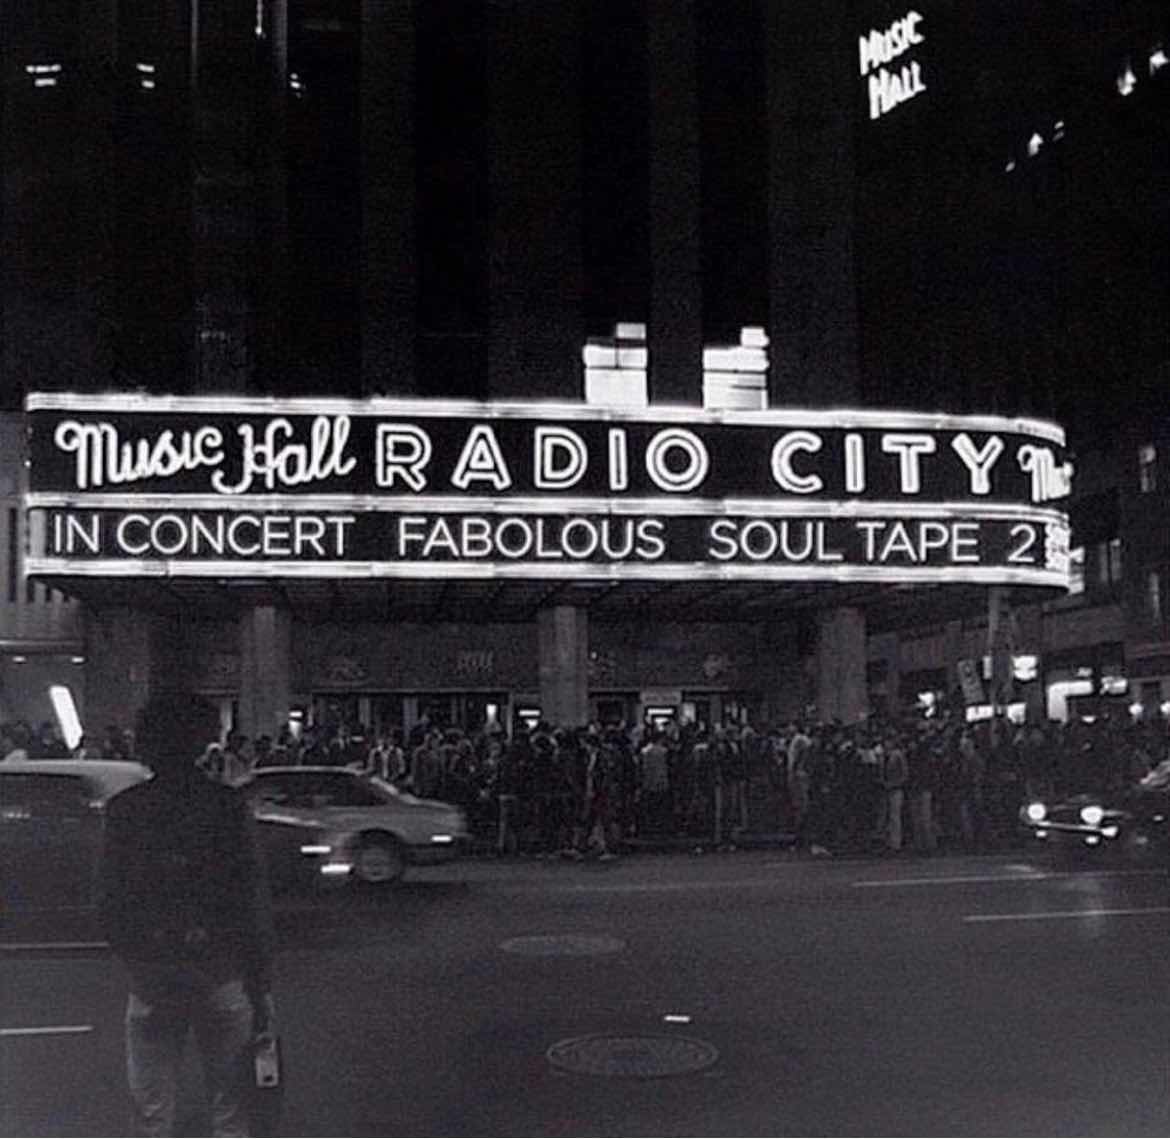 MUSIC
HALL
Music Hall RADIO CITY
IN CONCERT FABOLOUS SOUL TAPE 2